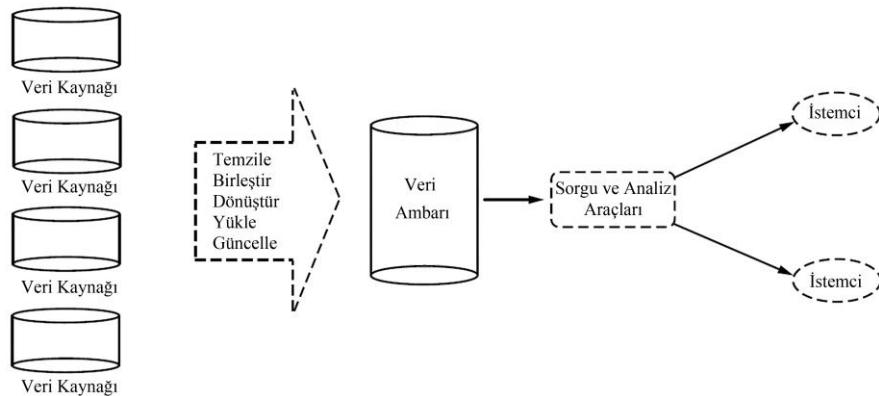 Veri Kaynağı
Veri Kaynağı
Veri Kaynağı
Veri Kaynağı
Temzile
Birleştir
Dönüştür
Yükle
Güncelle
Veri
Ambarı
Sorgu ve Analiz
Araçları
İstemci
İstemci